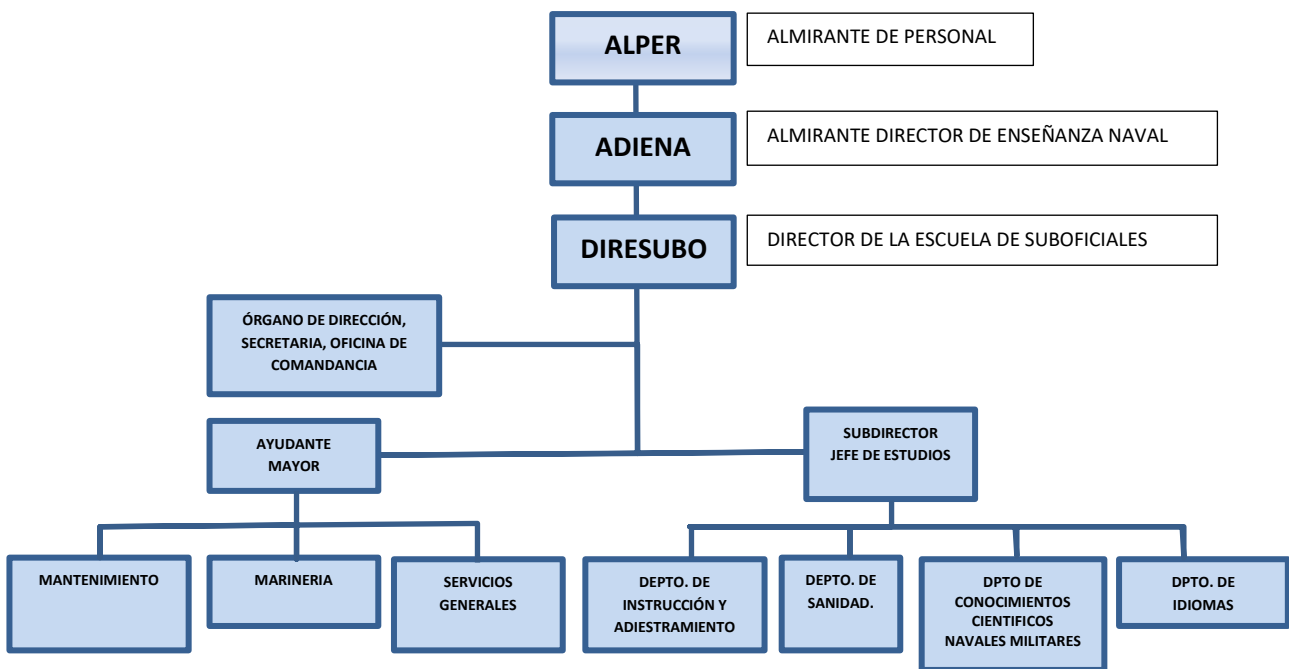 ALPER
ALMIRANTE DE PERSONAL
ADIENA
ALMIRANTE DIRECTOR DE ENSEÑANZA NAVAL
DIRESUBO
DIRECTOR DE LA ESCUELA DE SUBOFICIALES
ÓRGANO DE DIRECCIÓN,
SECRETARIA, OFICINA DE
COMANDANCIA
AYUDANTE
MAYOR
SUBDIRECTOR
JEFE DE ESTUDIOS
MANTENIMIENTO
MARINERIA
SERVICIOS
GENERALES
DEPTO. DE
INSTRUCCIÓN Y
ADIESTRAMIENTO
DEPTO. DE
SANIDAD.
DPTO DE
CONOCIMIENTOS
CIENTIFICOS
NAVALES MILITARES
DPTO. DE
IDIOMAS